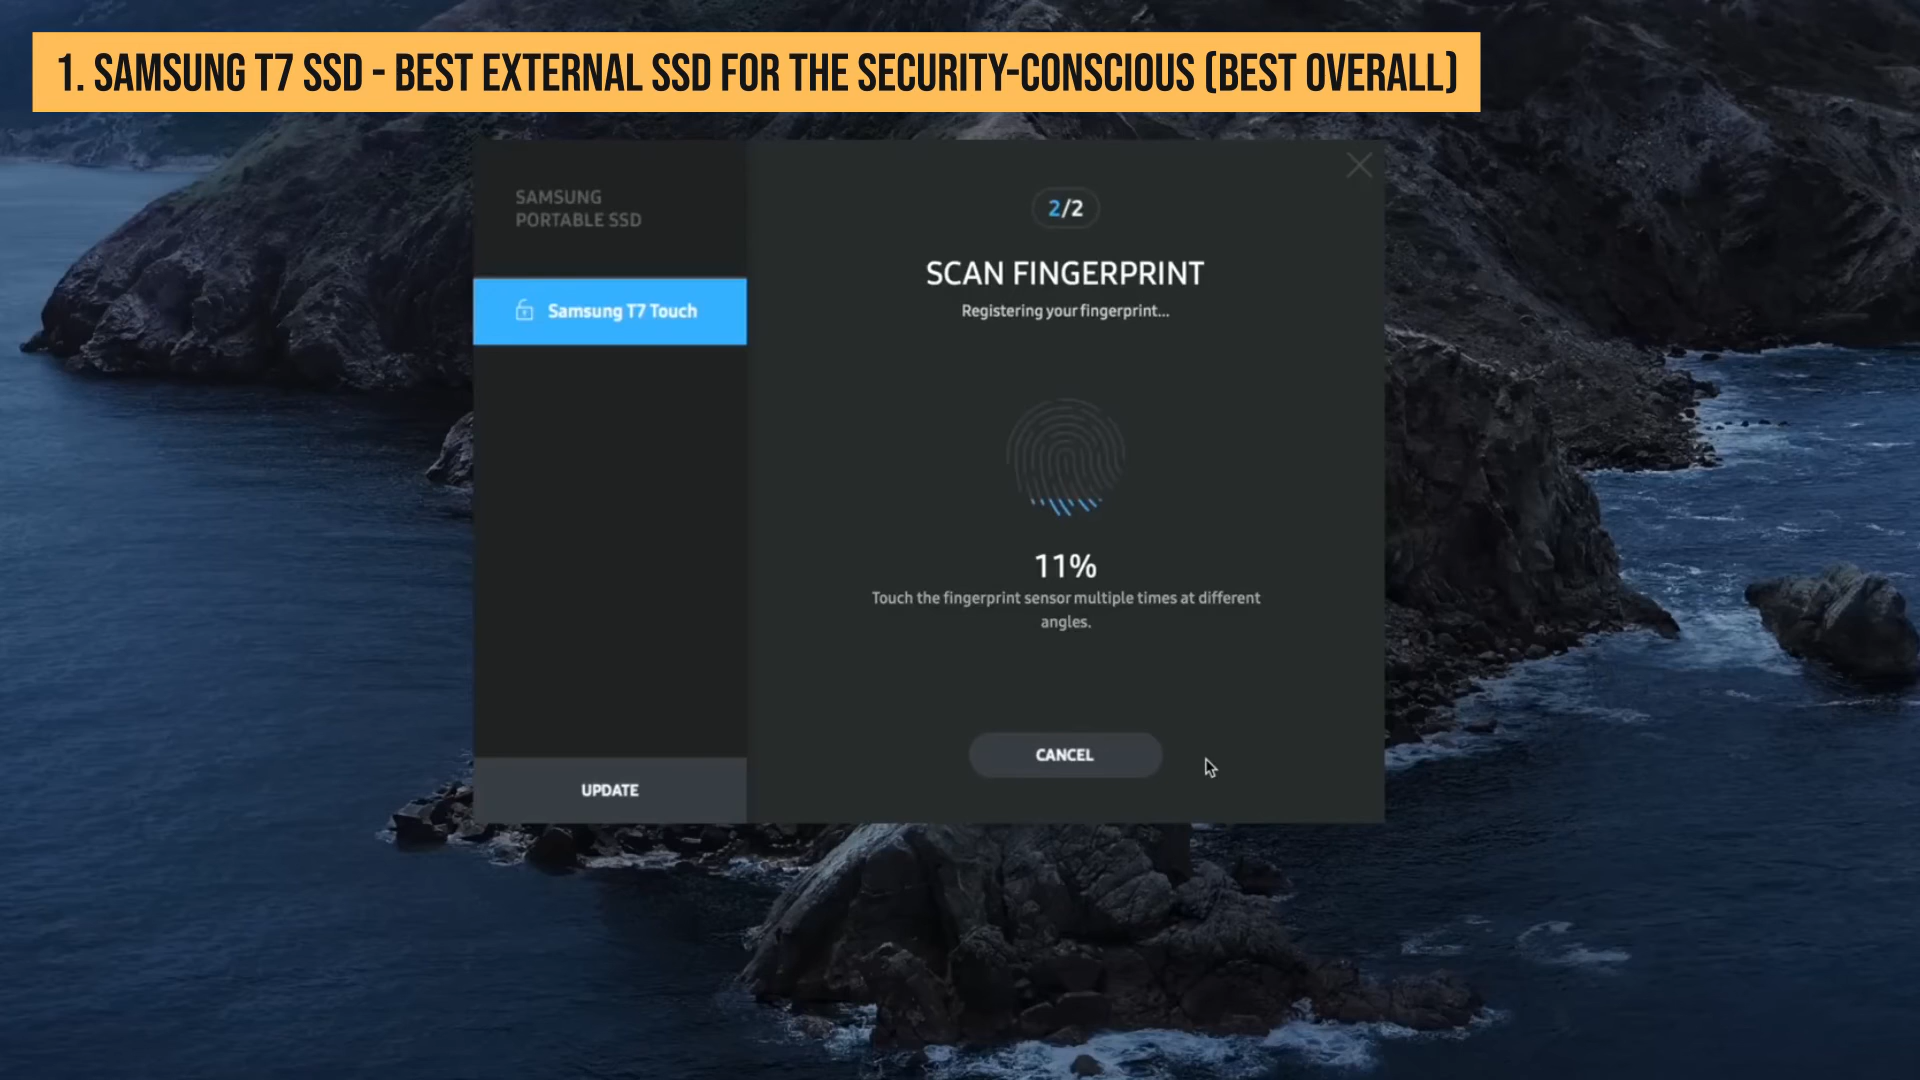 1. SAMSUNG T7 SSD - BEST EXTERNAL SSD FOR THE SECURITY-CONSCIOUS (BEST OVERALL)
SAMSUNG
PORTABLE SSD
Samsung T7 Touch
UPDATE
2/2
SCAN FINGERPRINT
Registering your fingerprint...
11%
Touch the fingerprint sensor multiple times at different
angles.
CANCEL